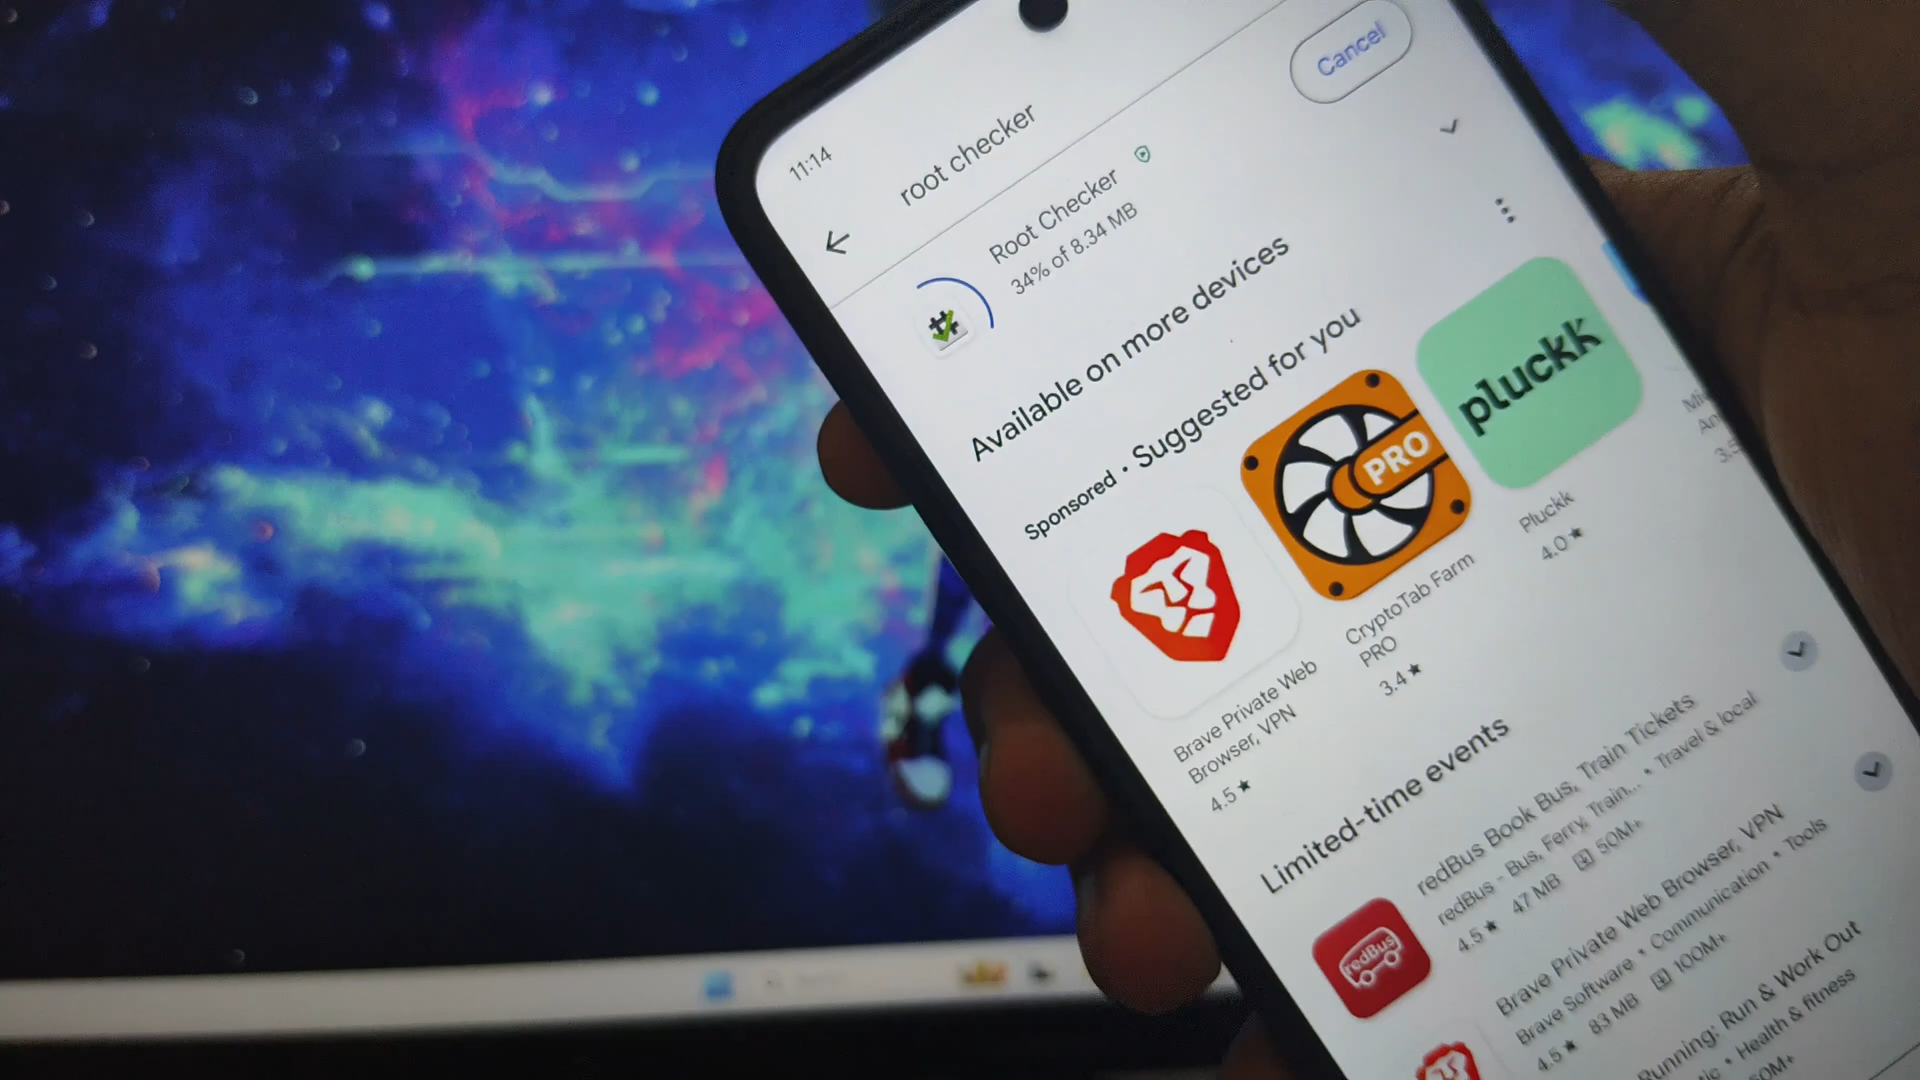 11:14
root checker
Cancel
Root Checker
34% of 8.34 MB
Available on more devices
Sponsored • Suggested for you
PRO
pluckk
Brave Private Web
Browser, VPN
4.5★
CryptoTab Farm
PRO
3.4★
Pluckk
4.0★
3.5
Limited-time events
redBus
redBus Book Bus, Train Tickets
redBus - Bus, Ferry, Train... • Travel & local
4.5★ 47 MB 50M+
Brave Private Web Browser, VPN
Brave Software • Communication • Tools
4.5★ 83 MB 100M+
Running: Run & Work Out
• Health & fitness